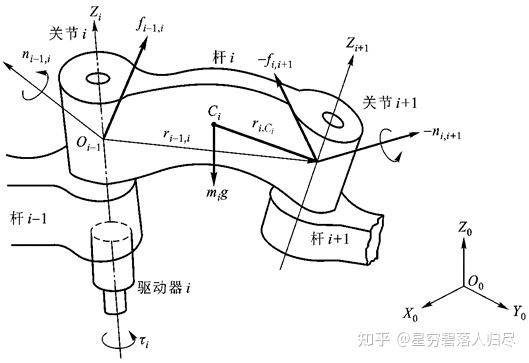 Z_i
f_{i-1,i}
关节 i
n_{i-1,i}
杆 i
-f_{i,i+1}
Z_{i+1}
关节 i+1
C_i
r_{i,C_i}
O_{i-1}
r_{i-1,i}
-n_{i,i+1}
m_i g
杆 i-1
杆 i+1
驱动器 i
τ_i
Z_0
O_0
X_0
Y_0
知乎 @星穷碧落人归尽